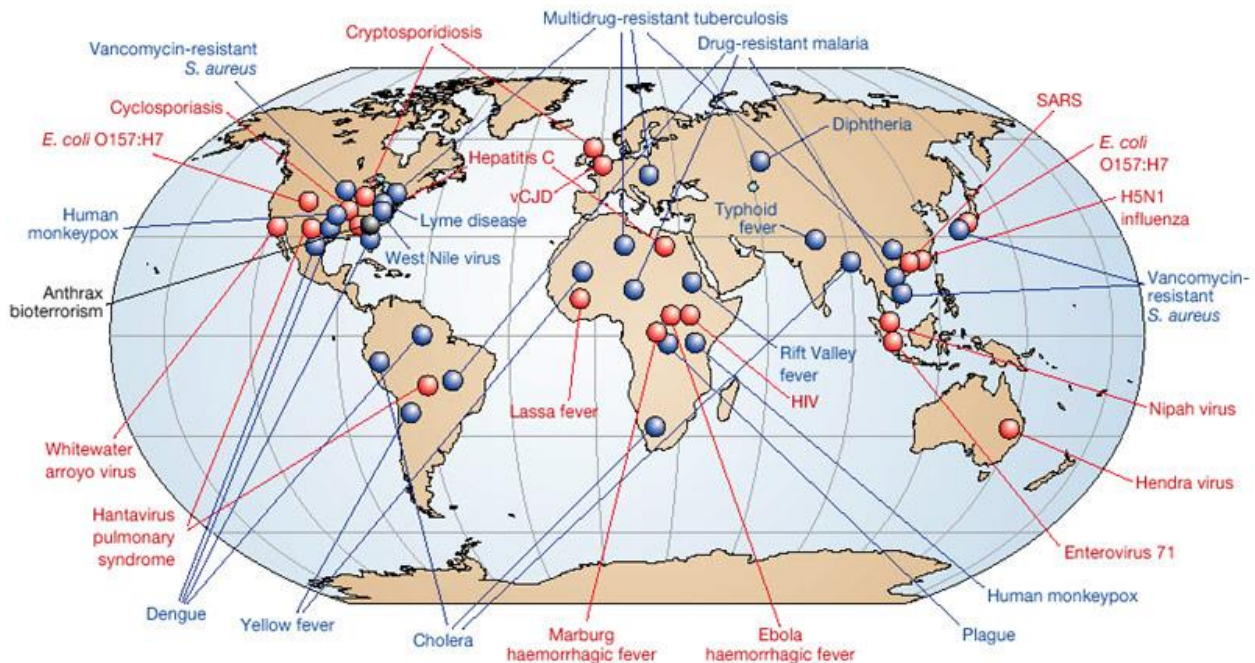 Multidrug-resistant tuberculosis
Cryptosporidiosis
Drug-resistant malaria
Vancomycin-resistant
S. aureus
SARS
Cyclosporiasis
E. coli O157:H7
Diphtheria
E. coli
O157:H7
Hepatitis C
vCJD
H5N1
influenza
Human
monkeypox
Lyme disease
Typhoid
fever
West Nile virus
Anthrax
bioterrorism
Vancomycin-
resistant
S. aureus
Rift Valley
fever
HIV
Lassa fever
Nipah virus
Whitewater
arroyo virus
Hendra virus
Hantavirus
pulmonary
syndrome
Enterovirus 71
Human monkeypox
Dengue
Yellow fever
Cholera
Marburg
haemorrhagic fever
Ebola
haemorrhagic fever
Plague